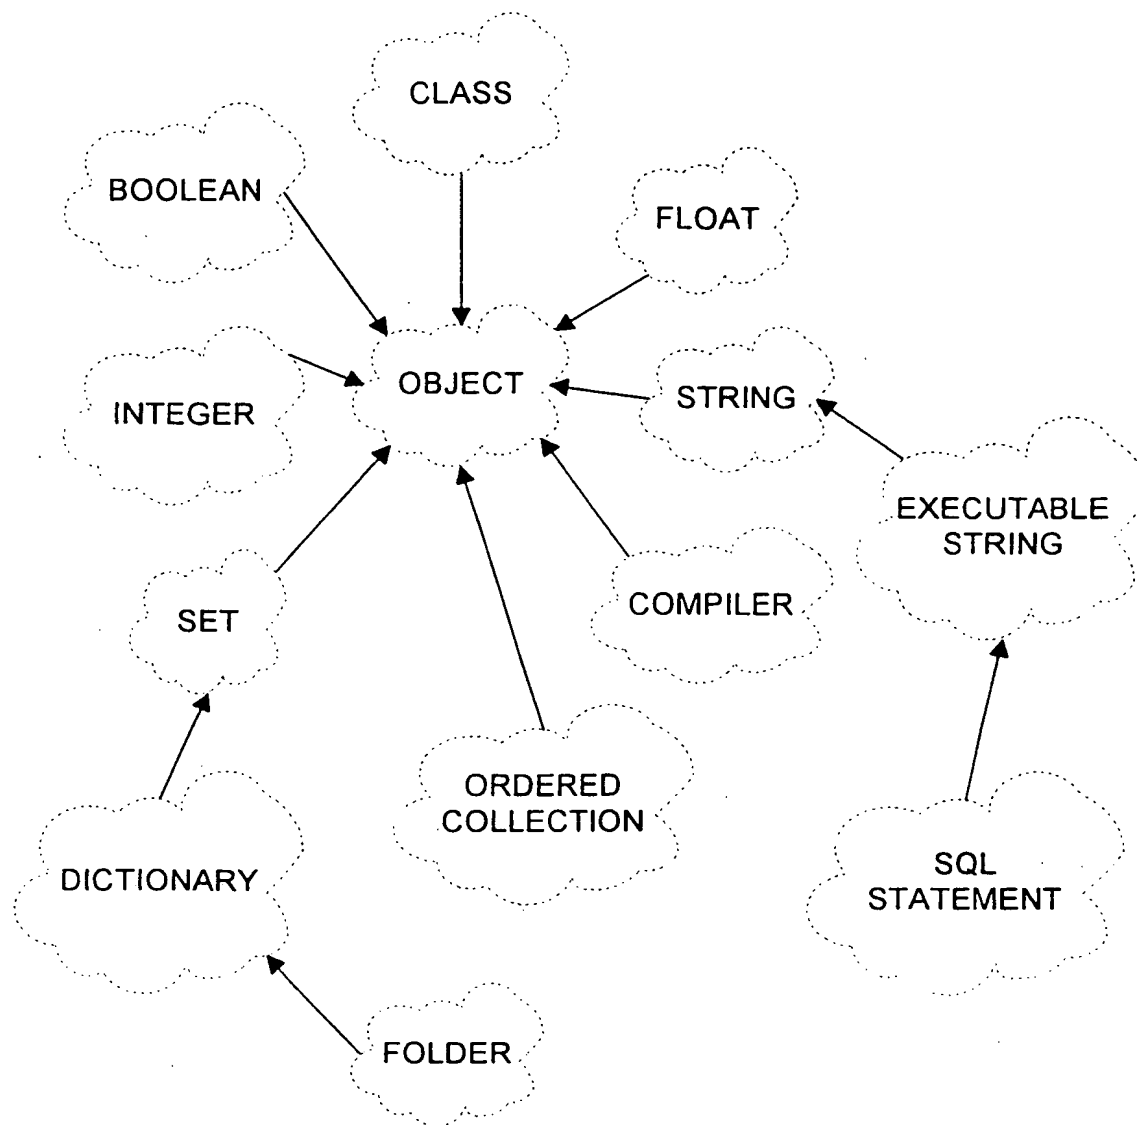 CLASS
BOOLEAN
FLOAT
OBJECT
STRING
INTEGER
EXECUTABLE
STRING
COMPILER
SET
ORDERED
COLLECTION
SQL
STATEMENT
DICTIONARY
FOLDER